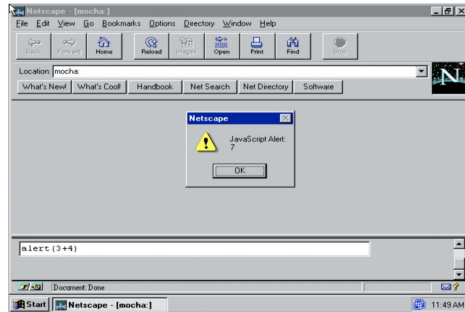 Netscape - [mocha:]
File Edit View Go Bookmarks Options Directory Window Help
Back Forward Home Reload Images Open Print Find Stop
Location: mocha:
What's New! What's Cool! Handbook Net Search Net Directory Software
N
Netscape
JavaScript Alert:
7
OK
alert(3+4)
Document: Done
Start Netscape - [mocha:] 11:49 AM